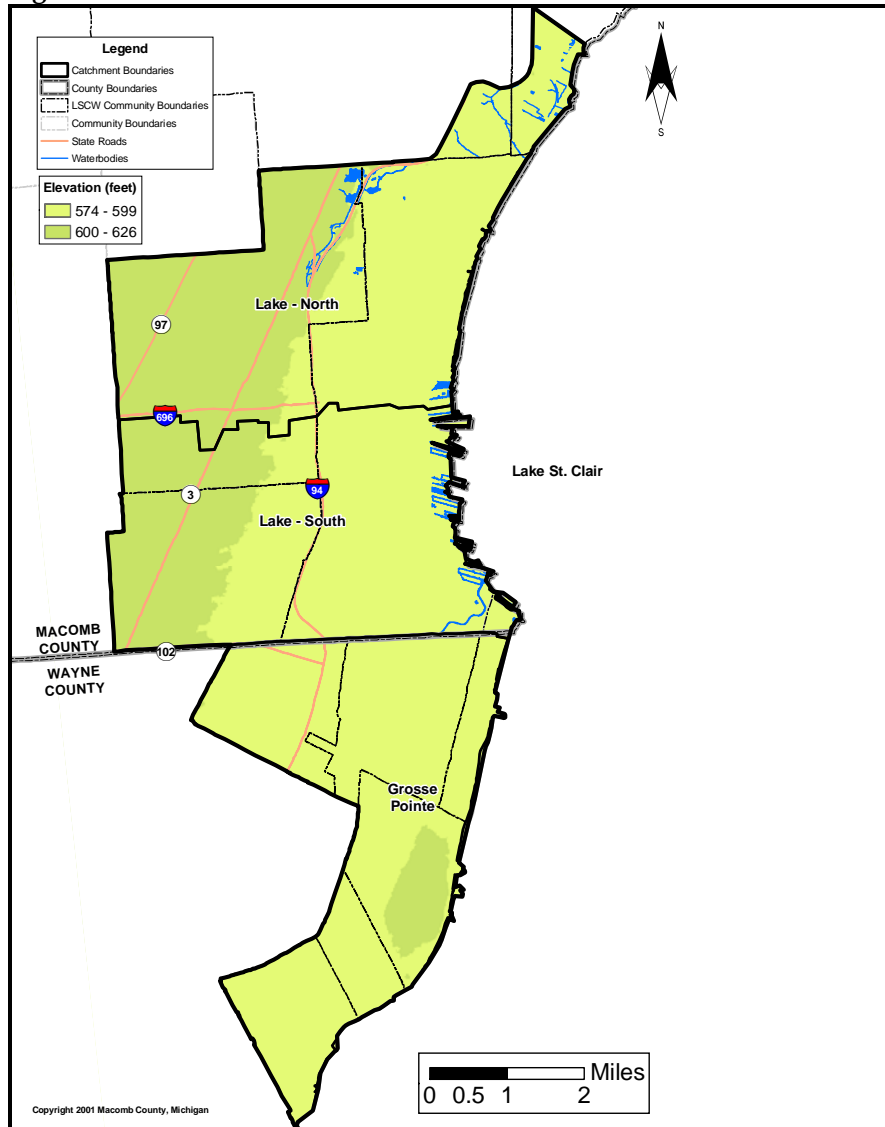 Legend
Catchment Boundaries
County Boundaries
LSCW Community Boundaries
Community Boundaries
State Roads
Waterbodies
Elevation (feet)
574 - 599
600 - 626
N
S
Lake - North
97
696
Lake St. Clair
3
94
Lake - South
MACOMB
COUNTY
102
WAYNE
COUNTY
Grosse
Pointe
Miles
0 0.5 1 2
Copyright 2001 Macomb County, Michigan